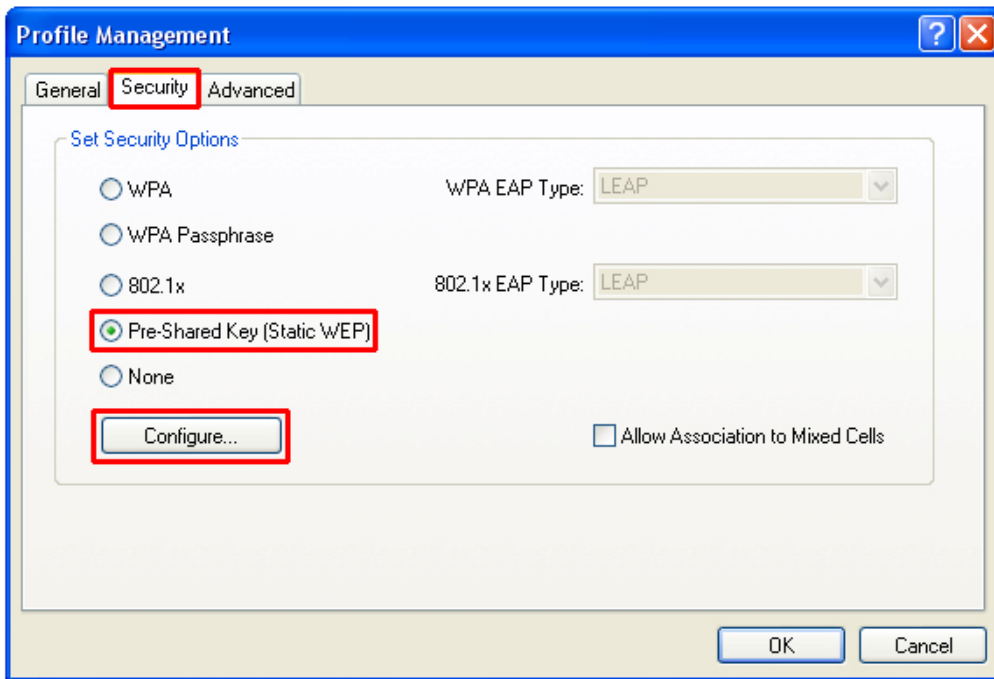 Profile Management
General Security Advanced
Set Security Options
WPA WPA EAP Type: LEAP
WPA Passphrase
802.1x 802.1x EAP Type: LEAP
Pre-Shared Key (Static WEP)
None
Configure... Allow Association to Mixed Cells
OK Cancel